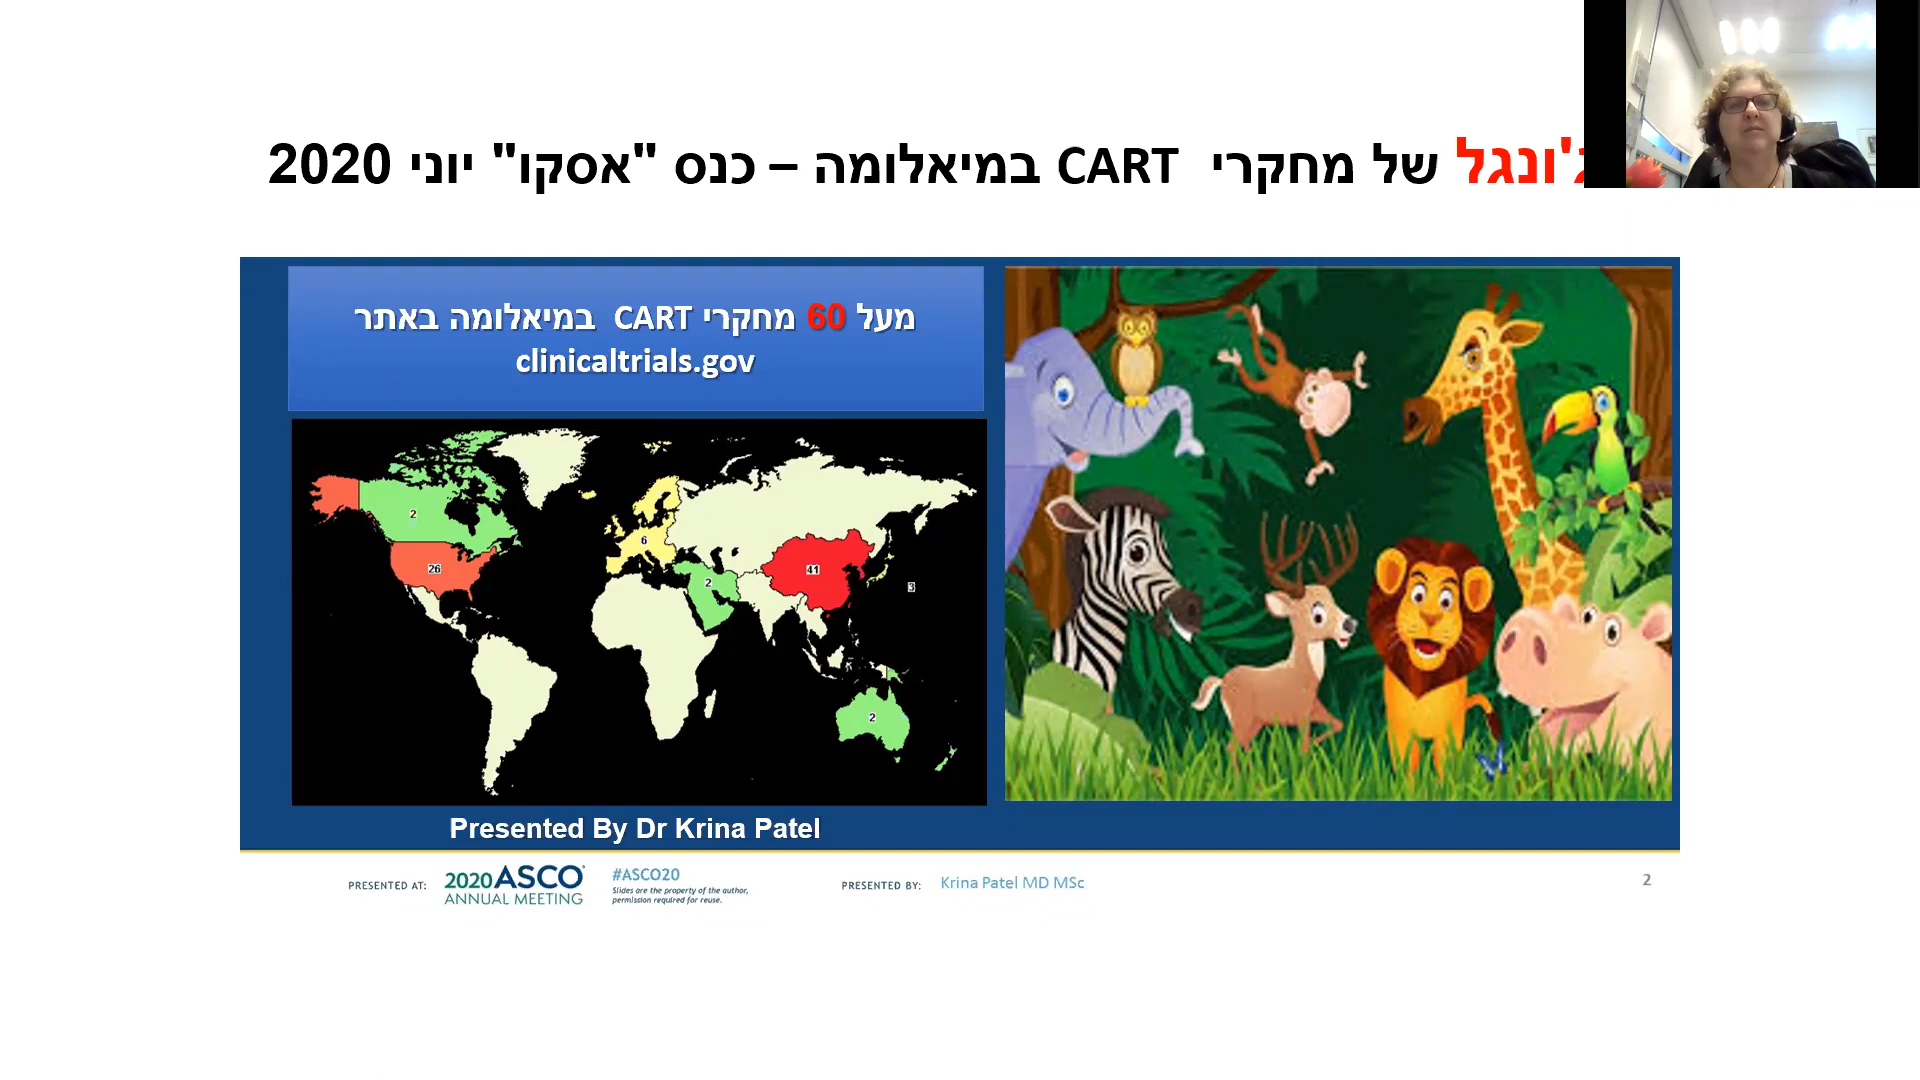 של מחקרי CART במיאלומה – כנס "אסקו" יוני 2020
מעל 60 מחקרי CART במיאלומה באתר
clinicaltrials.gov
2
26
6
2
41
3
2
Presented By Dr Krina Patel
PRESENTED AT:
2020 ASCO
ANNUAL MEETING
#ASCO20
Slides are the property of the author,
permission required for reuse.
PRESENTED BY:
Krina Patel MD MSc
2